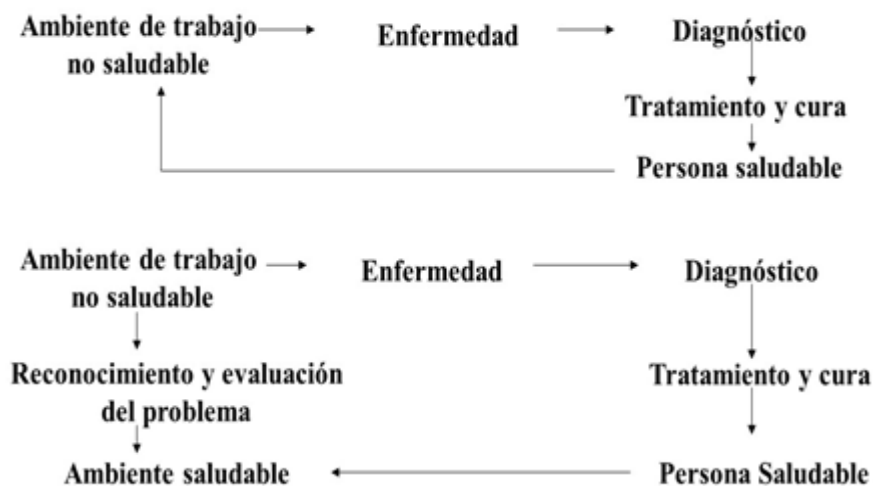 Ambiente de trabajo
no saludable
Enfermedad
Diagnóstico
Tratamiento y cura
Persona saludable
Ambiente de trabajo
no saludable
Enfermedad
Diagnóstico
Reconocimiento y evaluación
del problema
Tratamiento y cura
Ambiente saludable
Persona Saludable